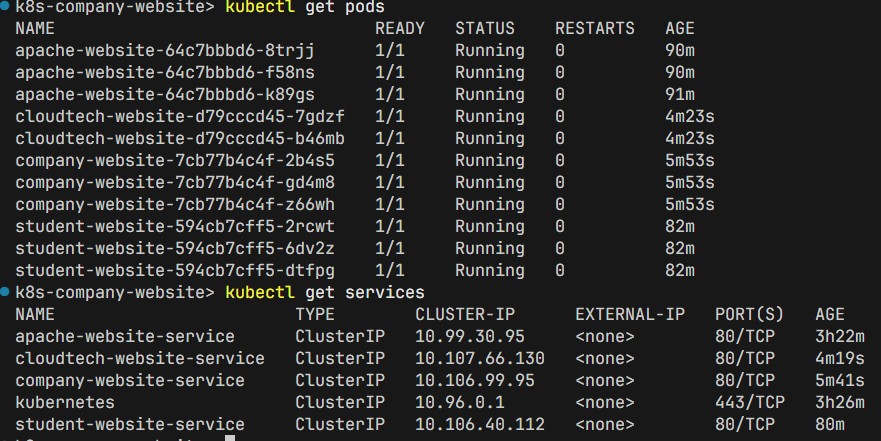 k8s-company-website> kubectl get pods
NAME READY STATUS RESTARTS AGE
apache-website-64c7bbbd6-8trjj 1/1 Running 0 90m
apache-website-64c7bbbd6-f58ns 1/1 Running 0 90m
apache-website-64c7bbbd6-k89gs 1/1 Running 0 91m
cloudtech-website-d79cccd45-7gdzf 1/1 Running 0 4m23s
cloudtech-website-d79cccd45-b46mb 1/1 Running 0 4m23s
company-website-7cb77b4c4f-2b4s5 1/1 Running 0 5m53s
company-website-7cb77b4c4f-gd4m8 1/1 Running 0 5m53s
company-website-7cb77b4c4f-z66wh 1/1 Running 0 5m53s
student-website-594cb7cff5-2rcwt 1/1 Running 0 82m
student-website-594cb7cff5-6dv2z 1/1 Running 0 82m
student-website-594cb7cff5-dtfpg 1/1 Running 0 82m
k8s-company-website> kubectl get services
NAME TYPE CLUSTER-IP EXTERNAL-IP PORT(S) AGE
apache-website-service ClusterIP 10.99.30.95 <none> 80/TCP 3h22m
cloudtech-website-service ClusterIP 10.107.66.130 <none> 80/TCP 4m19s
company-website-service ClusterIP 10.106.99.95 <none> 80/TCP 5m41s
kubernetes ClusterIP 10.96.0.1 <none> 443/TCP 3h26m
student-website-service ClusterIP 10.106.40.112 <none> 80/TCP 80m